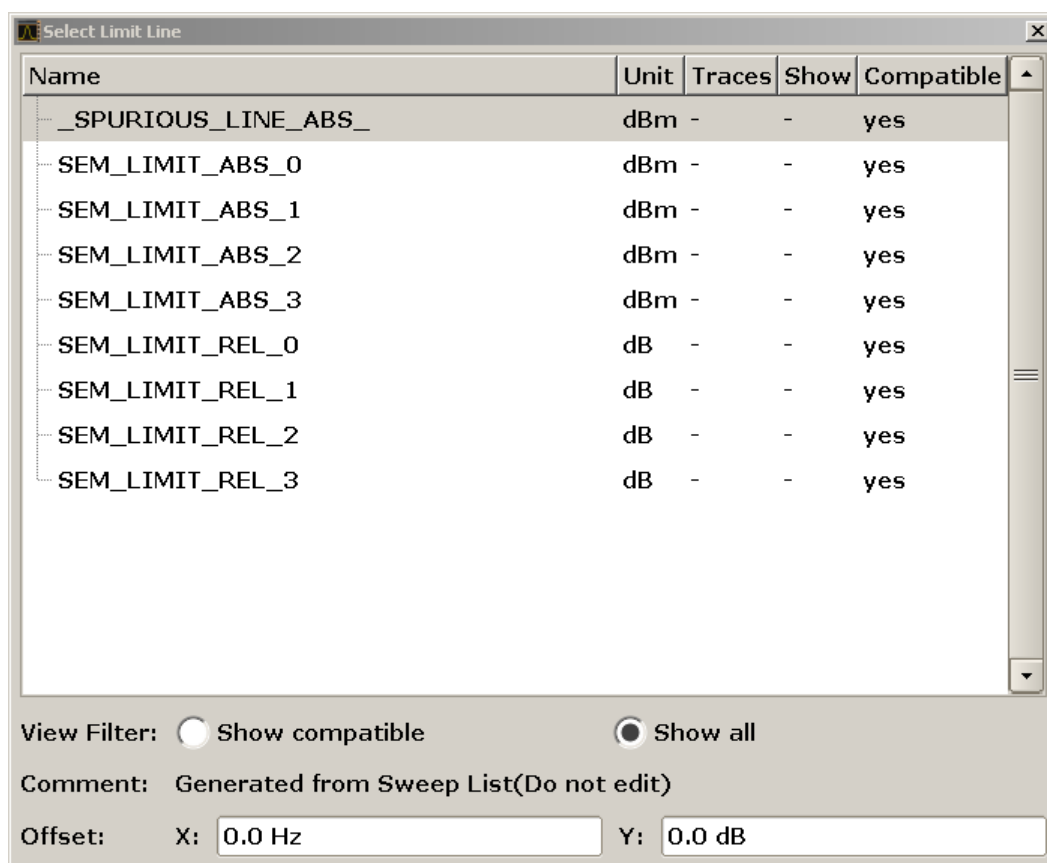 Select Limit Line
Name Unit Traces Show Compatible
_SPURIOUS_LINE_ABS_ dBm - - yes
SEM_LIMIT_ABS_0 dBm - - yes
SEM_LIMIT_ABS_1 dBm - - yes
SEM_LIMIT_ABS_2 dBm - - yes
SEM_LIMIT_ABS_3 dBm - - yes
SEM_LIMIT_REL_0 dB - - yes
SEM_LIMIT_REL_1 dB - - yes
SEM_LIMIT_REL_2 dB - - yes
SEM_LIMIT_REL_3 dB - - yes
View Filter: Show compatible Show all
Comment: Generated from Sweep List(Do not edit)
Offset: X: 0.0 Hz Y: 0.0 dB